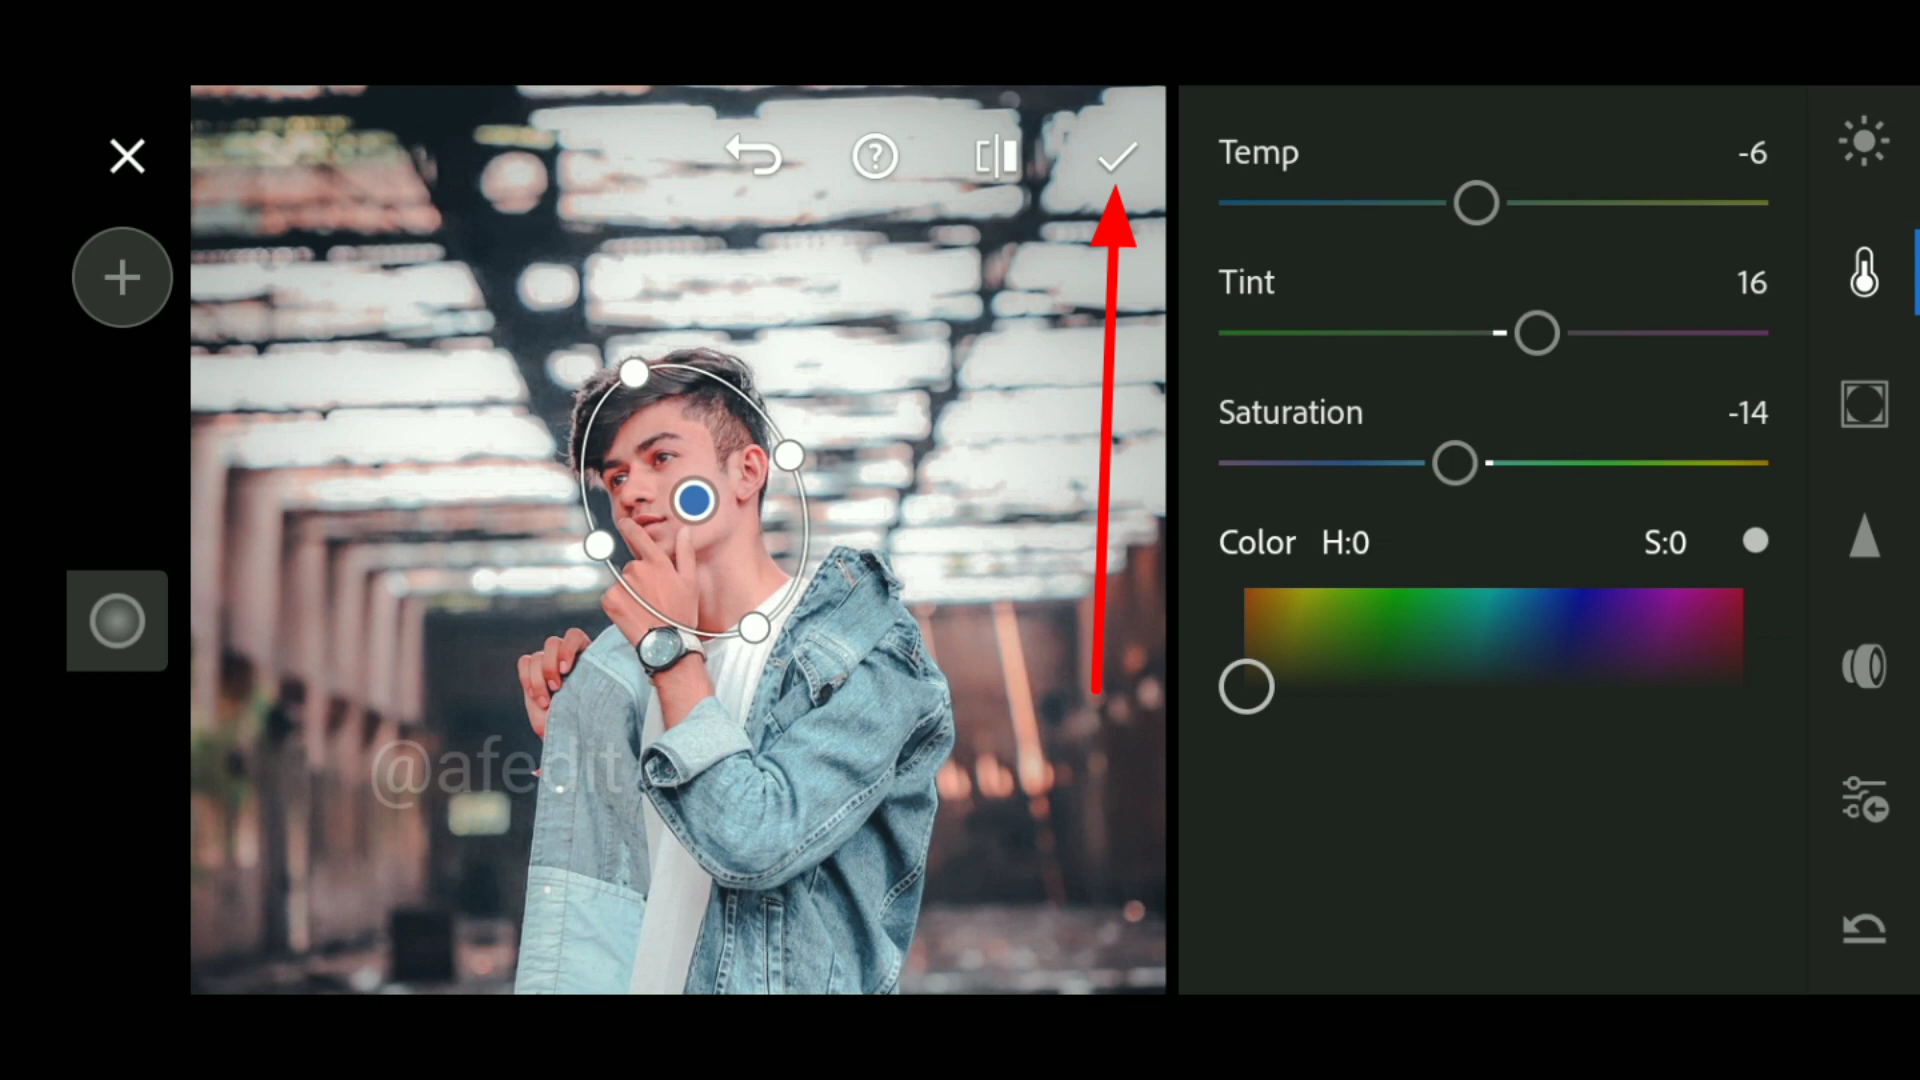 Temp -6
Tint 16
Saturation -14
Color H:0 S:0
@afedit